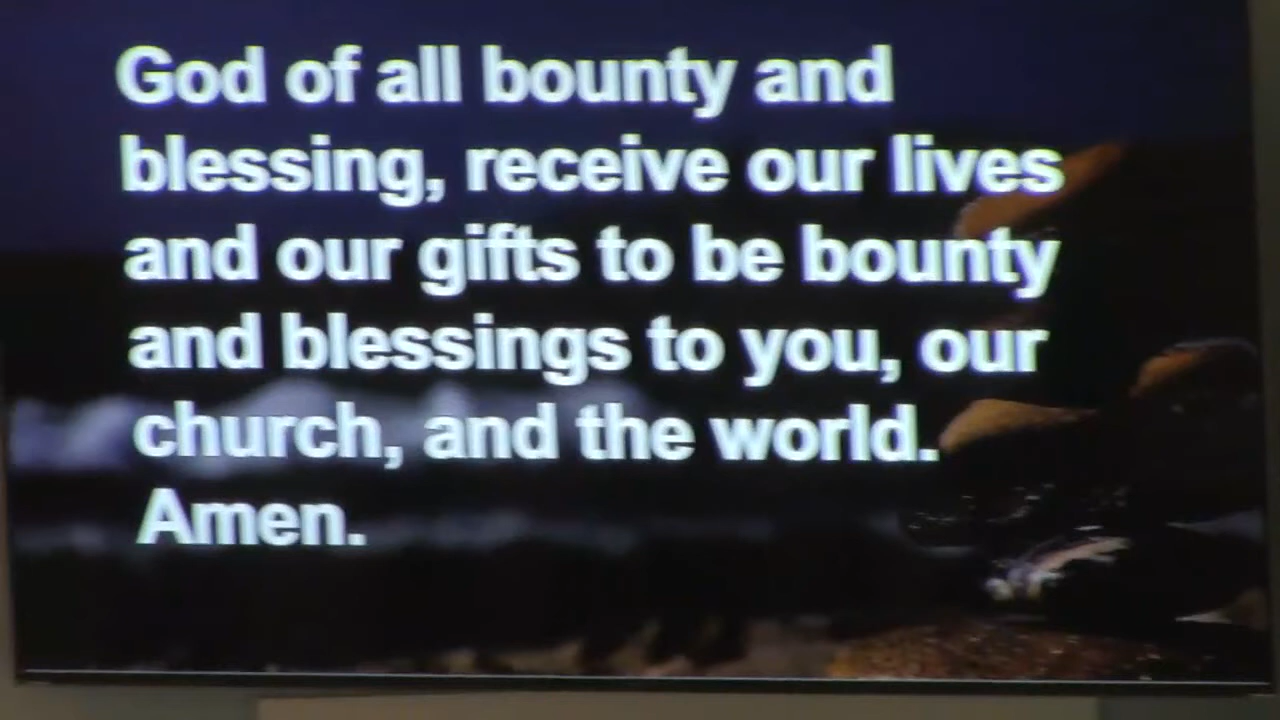 God of all bounty and
blessing, receive our lives
and our gifts to be bounty
and blessings to you, our
church, and the world.
Amen.